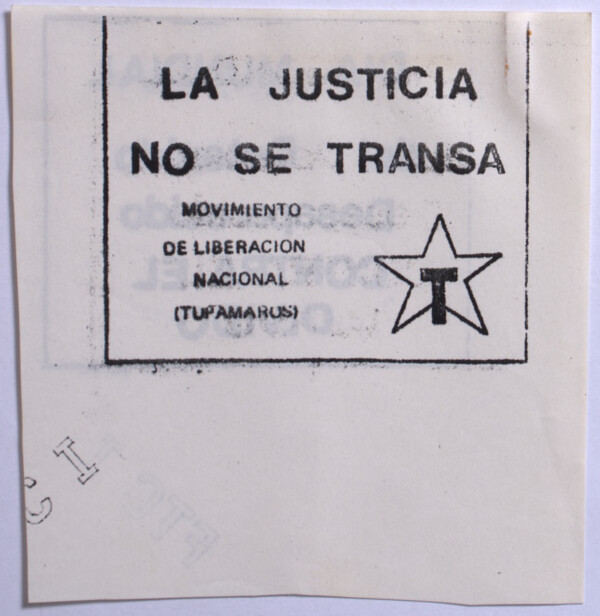 LA JUSTICIA
NO SE TRANSA
MOVIMIENTO
DE LIBERACION
NACIONAL
(TUPAMAROS)
T
C I